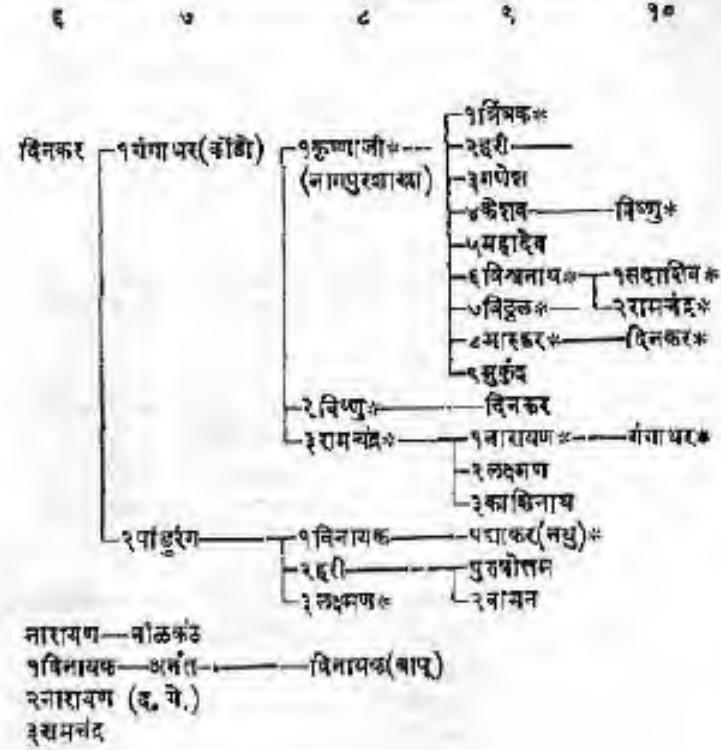 ६ ७ ८ ९ १०
१त्रिंबक*
दिनकर १गंगाधर(कोंडो) १कृष्णाजी* २हरी
(नागपुरशाखा) ३गणेश
४केशव विष्णु*
५महादेव
६विश्वनाथ* १सदाशिव*
७विठ्ठल* २रामचंद्र*
८भास्कर* दिनकर*
९मुकुंद
२विष्णु* दिनकर
३रामचंद्र* १नारायण* गंगाधर*
२लक्ष्मण
३काशिनाथ
२पांडुरंग १विनायक पद्माकर(नथु)*
२हरी पुरुषोत्तम
३लक्ष्मण* २वामन
नारायण—नीळकंठ
१विनायक—अनंत विनायक(बापू)
२नारायण (द. गे.)
३रामचंद्र